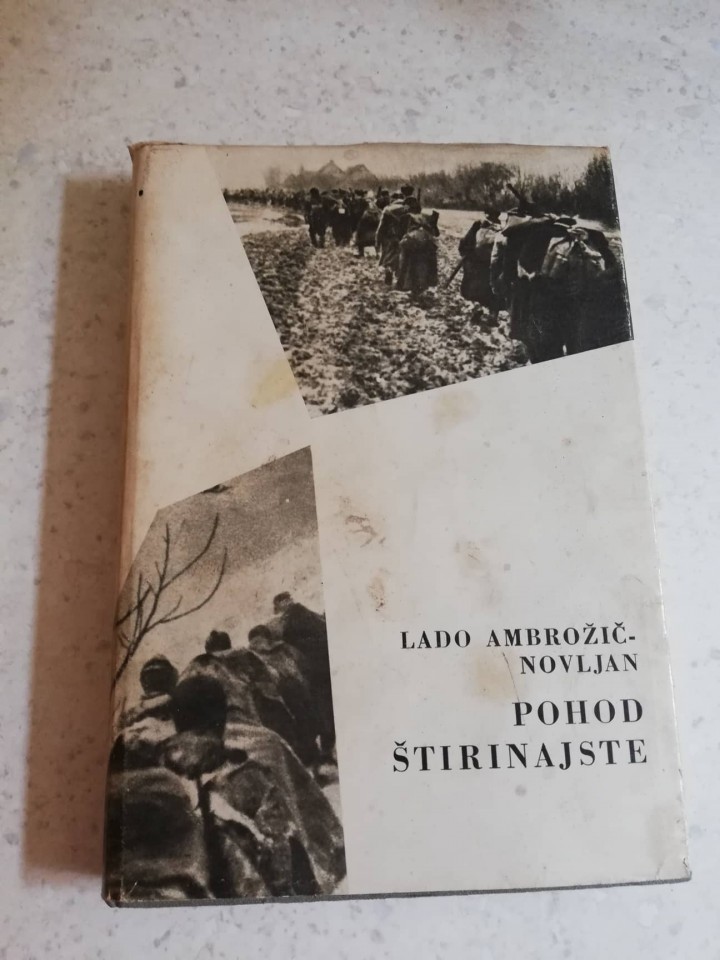 LADO AMBROŽIČ-
NOVLJAN
POHOD
ŠTIRINAJSTE